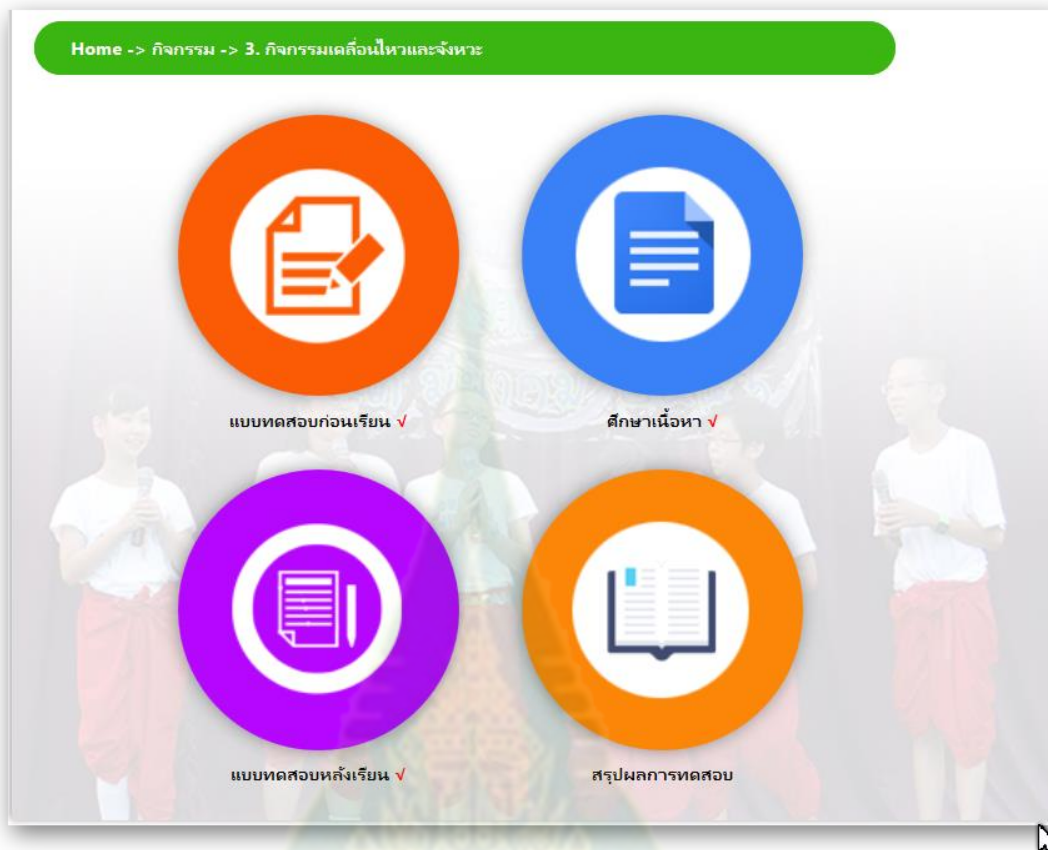 Home -> กิจกรรม -> 3. กิจกรรมเคลื่อนไหวและจังหวะ
แบบทดสอบก่อนเรียน √
ศึกษาเนื้อหา √
แบบทดสอบหลังเรียน √
สรุปผลการทดสอบ